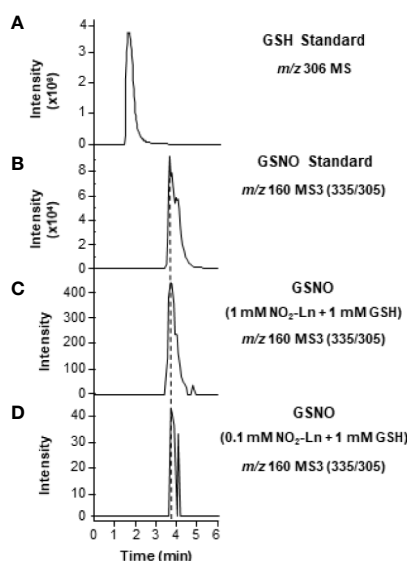 A
GSH Standard
m/z 306 MS
Intensity
(x10⁶)
4
3
2
1
0
B
GSNO Standard
m/z 160 MS3 (335/305)
Intensity
(x10⁴)
8
6
4
2
0
C
GSNO
(1 mM NO₂-Ln + 1 mM GSH)
m/z 160 MS3 (335/305)
Intensity
400
300
200
100
0
D
GSNO
(0.1 mM NO₂-Ln + 1 mM GSH)
m/z 160 MS3 (335/305)
Intensity
40
30
20
10
0
0 1 2 3 4 5 6
Time (min)